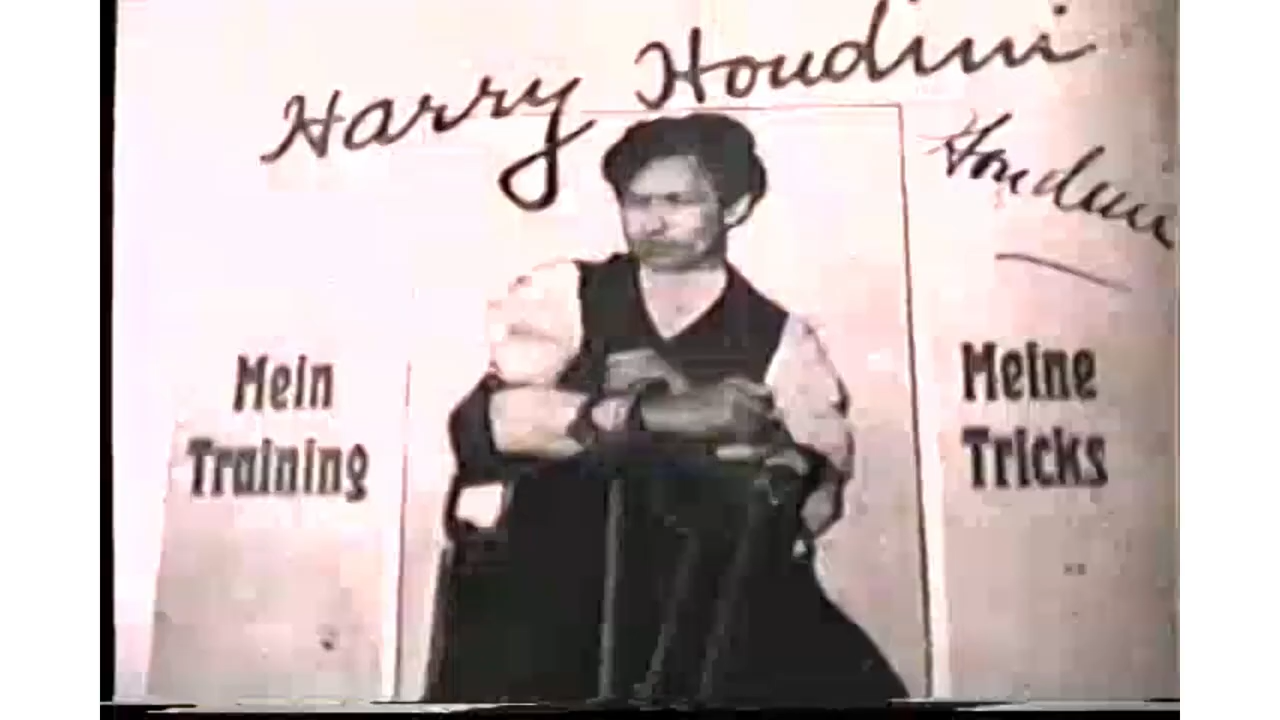 Harry Houdini
Houdini
Mein
Training
Meine
Tricks